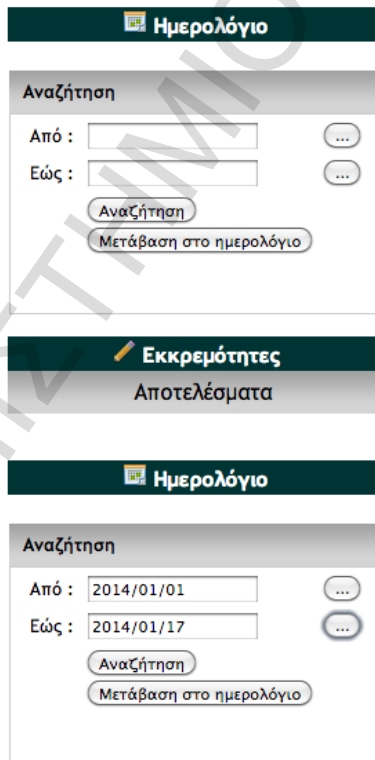 Ημερολόγιο
Αναζήτηση
Από :
...
Εώς :
...
Αναζήτηση
Μετάβαση στο ημερολόγιο
Εκκρεμότητες
Αποτελέσματα
Ημερολόγιο
Αναζήτηση
Από : 2014/01/01
...
Εώς : 2014/01/17
...
Αναζήτηση
Μετάβαση στο ημερολόγιο